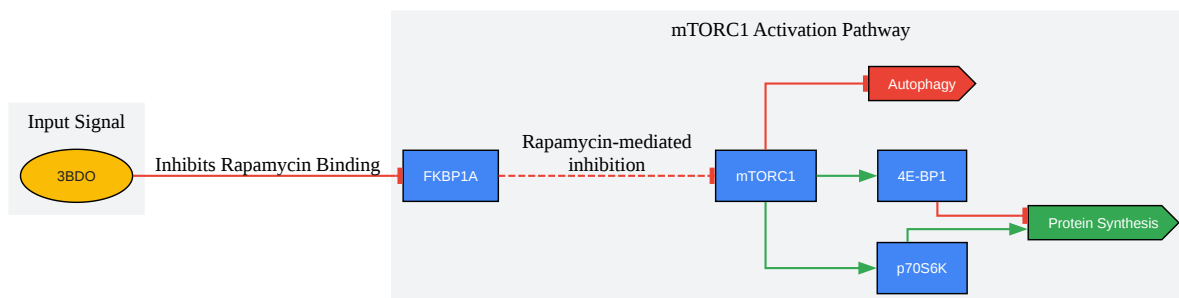 mTORC1 Activation Pathway
Autophagy
Input Signal
3BDO
Inhibits Rapamycin Binding
FKBP1A
Rapamycin-mediated
inhibition
mTORC1
4E-BP1
Protein Synthesis
p70S6K